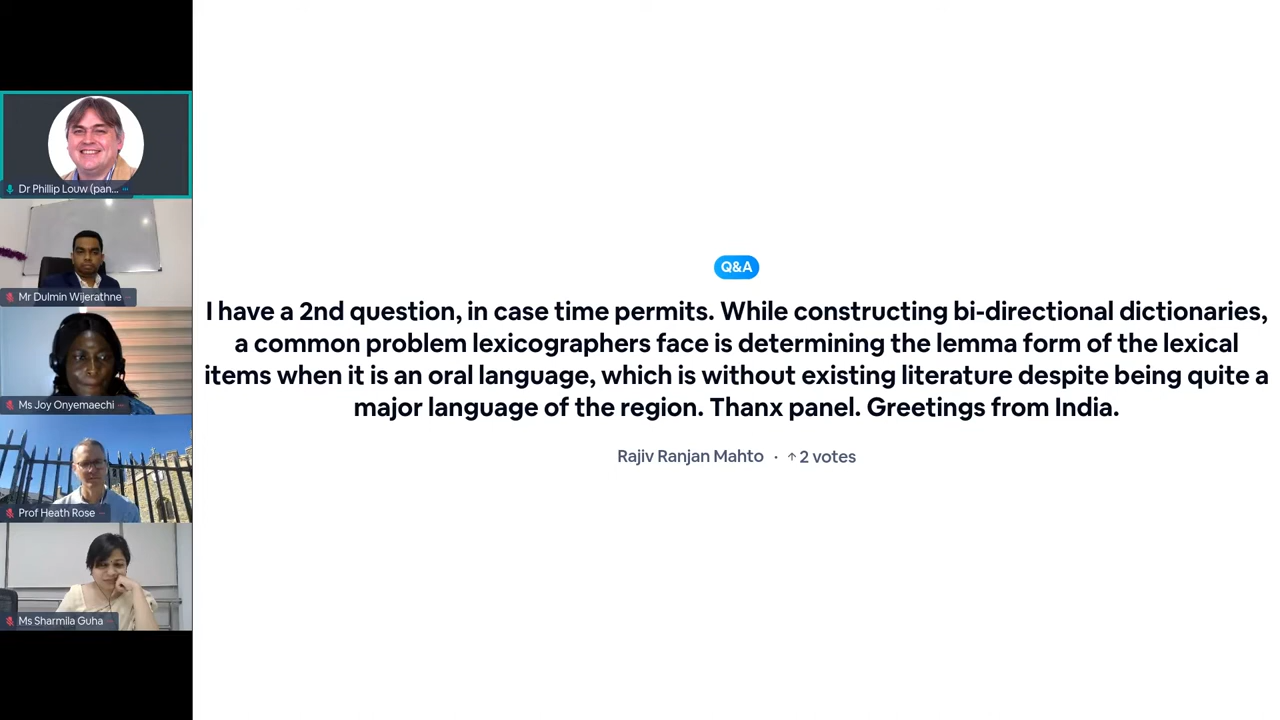 Dr Phillip Louw (pan...
Mr Dulmin Wijerathne
Ms Joy Onyemaechi
Prof Heath Rose
Ms Sharmila Guha
Q&A
I have a 2nd question, in case time permits. While constructing bi-directional dictionaries,
a common problem lexicographers face is determining the lemma form of the lexical
items when it is an oral language, which is without existing literature despite being quite a
major language of the region. Thanx panel. Greetings from India.
Rajiv Ranjan Mahto · ↑ 2 votes